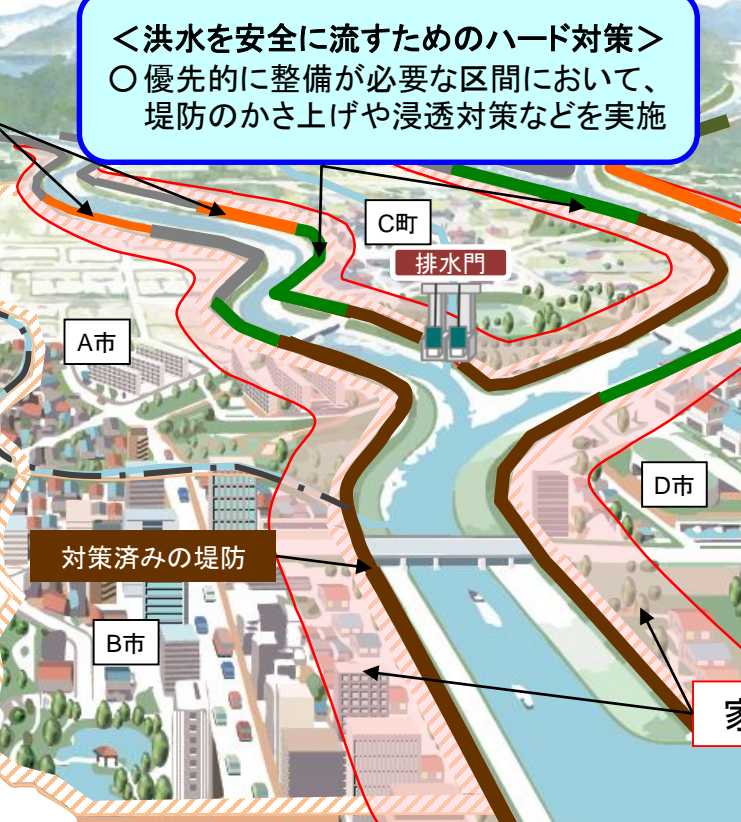 ＜洪水を安全に流すためのハード対策＞
○優先的に整備が必要な区間において、
堤防のかさ上げや浸透対策などを実施
C町
排水門
A市
D市
対策済みの堤防
B市
家